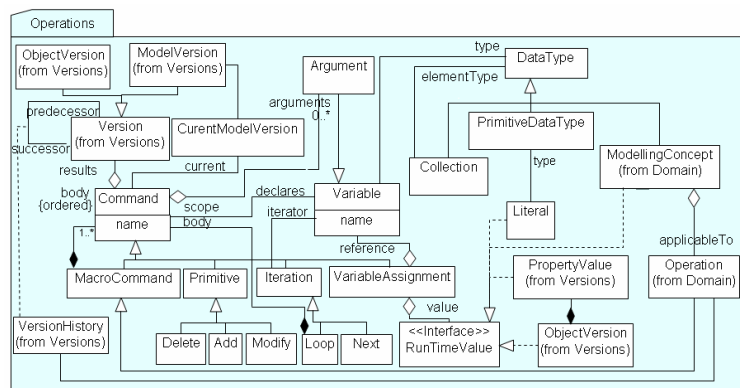 Operations
ObjectVersion
(from Versions)
ModelVersion
(from Versions)
Argument
type
DataType
elementType
predecessor
Version
(from Versions)
successor
CurentModelVersion
arguments
0..*
PrimitiveDataType
results
current
Collection
type
ModellingConcept
(from Domain)
body
{ordered}
Command
name
scope
declares
body
iterator
Variable
name
Literal
1..*
reference
applicableTo
MacroCommand
Primitive
Iteration
VariableAssignment
PropertyValue
(from Versions)
Operation
(from Domain)
value
VersionHistory
(from Versions)
Delete
Add
Modify
Loop
Next
<<Interface>>
RunTimeValue
ObjectVersion
(from Versions)